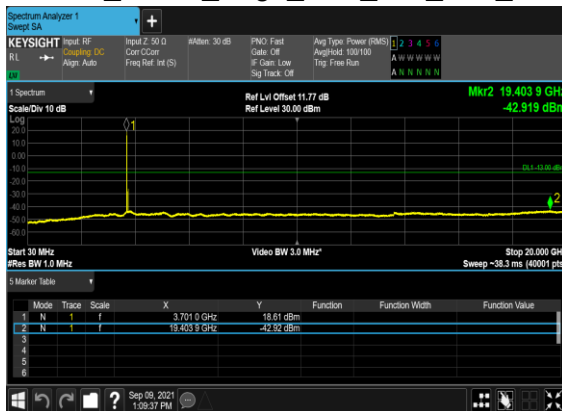 Spectrum Analyzer 1
Swept SA
KEYSIGHT Input: RF Input Z: 50 Ω #Atten: 30 dB PNO: Fast Avg Type: Power (RMS) 1 2 3 4 5 6
RL Coupling: DC Corr CCorr Gate: Off Avg|Hold: 100/100 A W W W W W
Align: Auto Freq Ref: Int (S) IF Gain: Low Trig: Free Run
LXI Sig Track: Off A N N N N N
1 Spectrum Ref Lvl Offset 11.77 dB Mkr2 19.403 9 GHz
Scale/Div 10 dB Ref Level 30.00 dBm -42.919 dBm
Log
20.0 1
10.0
0.00
-10.0 DL1 -13.00 dBm
-20.0
-30.0
-40.0 2
-50.0
-60.0
Start 30 MHz Video BW 3.0 MHz* Stop 20.000 GHz
#Res BW 1.0 MHz Sweep ~38.3 ms (40001 pts)
5 Marker Table
Mode Trace Scale X Y Function Function Width Function Value
1 N 1 f 3.701 0 GHz 18.61 dBm
2 N 1 f 19.403 9 GHz -42.92 dBm
3
4
5
6
? Sep 09, 2021
1:09:37 PM